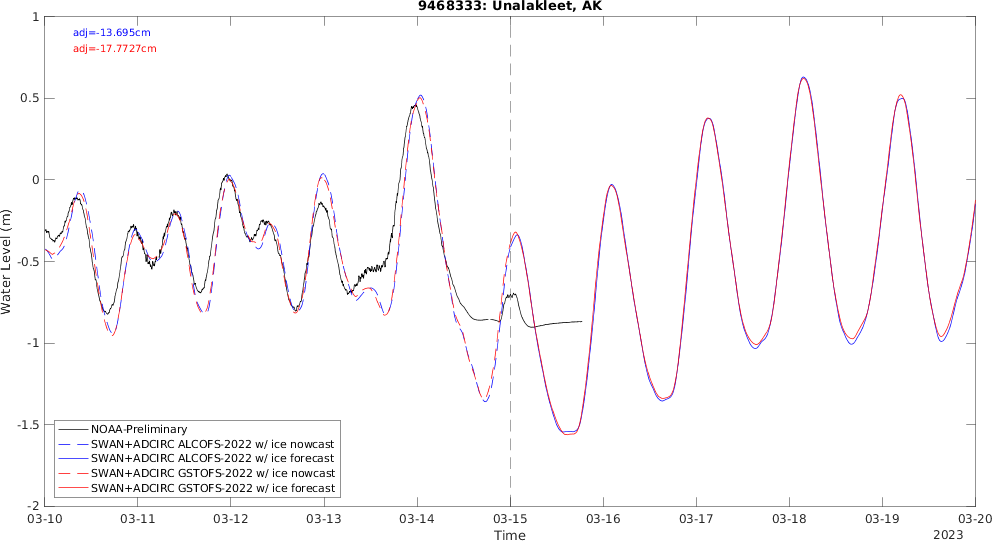 9468333: Unalakleet, AK
adj=-13.695cm
adj=-17.7727cm
1
0.5
0
-0.5
-1
-1.5
-2
Water Level (m)
NOAA-Preliminary
SWAN+ADCIRC ALCOFS-2022 w/ ice nowcast
SWAN+ADCIRC ALCOFS-2022 w/ ice forecast
SWAN+ADCIRC GSTOFS-2022 w/ ice nowcast
SWAN+ADCIRC GSTOFS-2022 w/ ice forecast
03-10 03-11 03-12 03-13 03-14 03-15 03-16 03-17 03-18 03-19 03-20
Time
2023